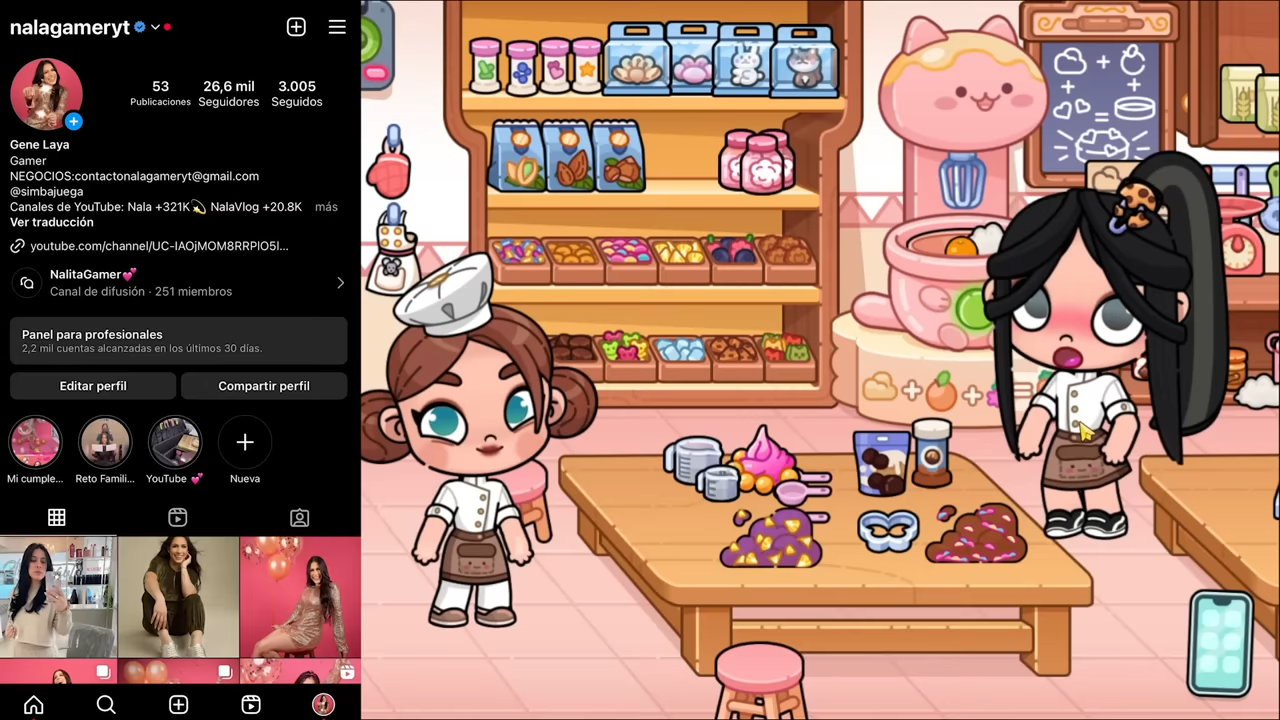 nalagameryt
53
26,6 mil
3.005
Publicaciones
Seguidores
Seguidos
Gene Laya
Gamer
NEGOCIOS:contactonalagameryt@gmail.com
@simbajuega
Canales de YouTube: Nala +321K💫 NalaVlog +20.8K más
Ver traducción
youtube.com/channel/UC-IAOjMOM8RRPIO5I...
NalitaGamer💕
Canal de difusión · 251 miembros
Panel para profesionales
2,2 mil cuentas alcanzadas en los últimos 30 días.
Editar perfil
Compartir perfil
Mi cumple...
Reto Famili...
YouTube 💕
Nueva